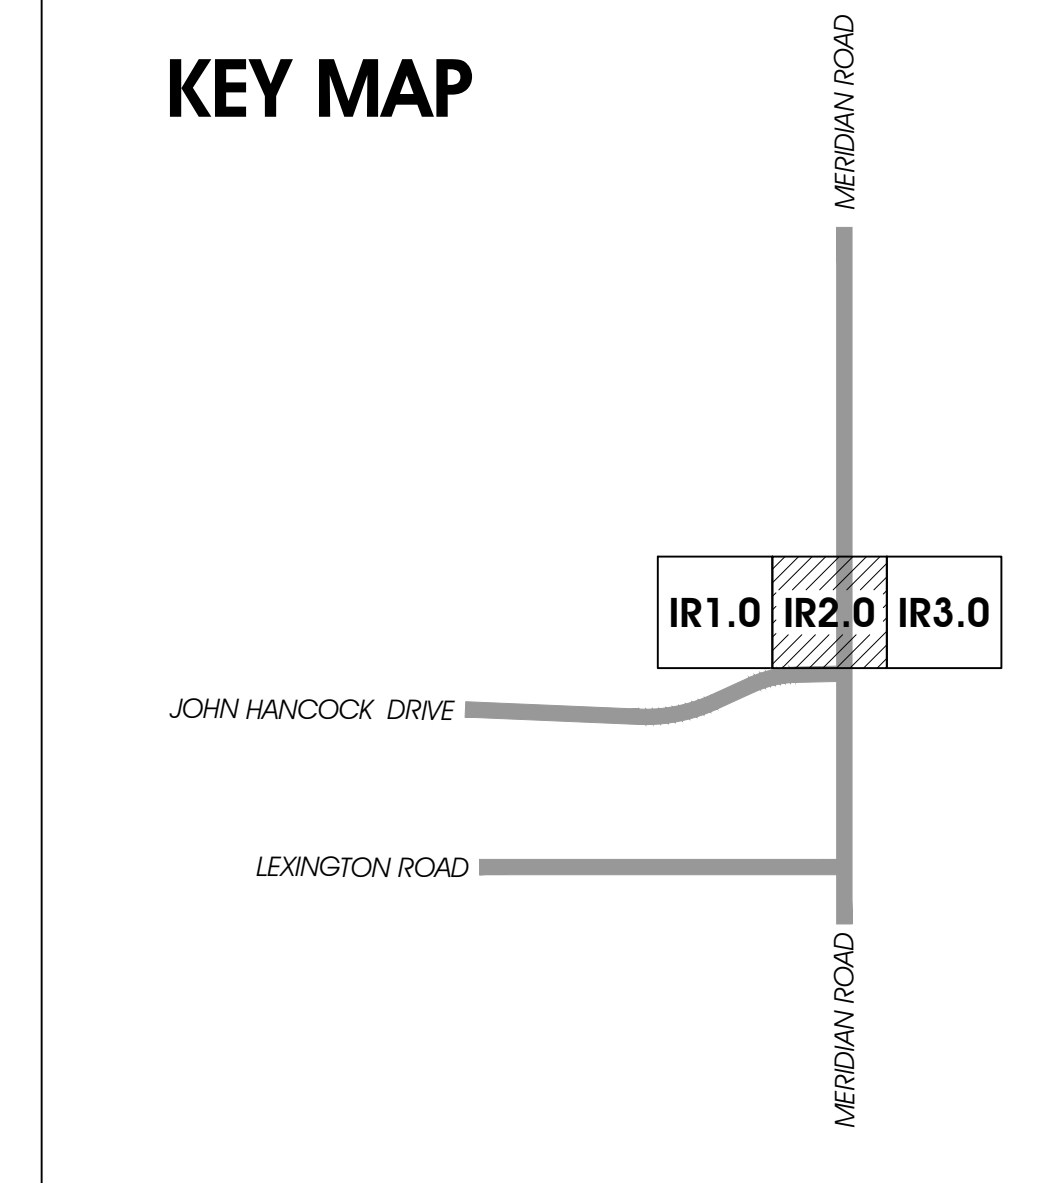 KEY MAP
MERIDIAN ROAD
IR1.0 IR2.0 IR3.0
JOHN HANCOCK DRIVE
LEXINGTON ROAD
MERIDIAN ROAD